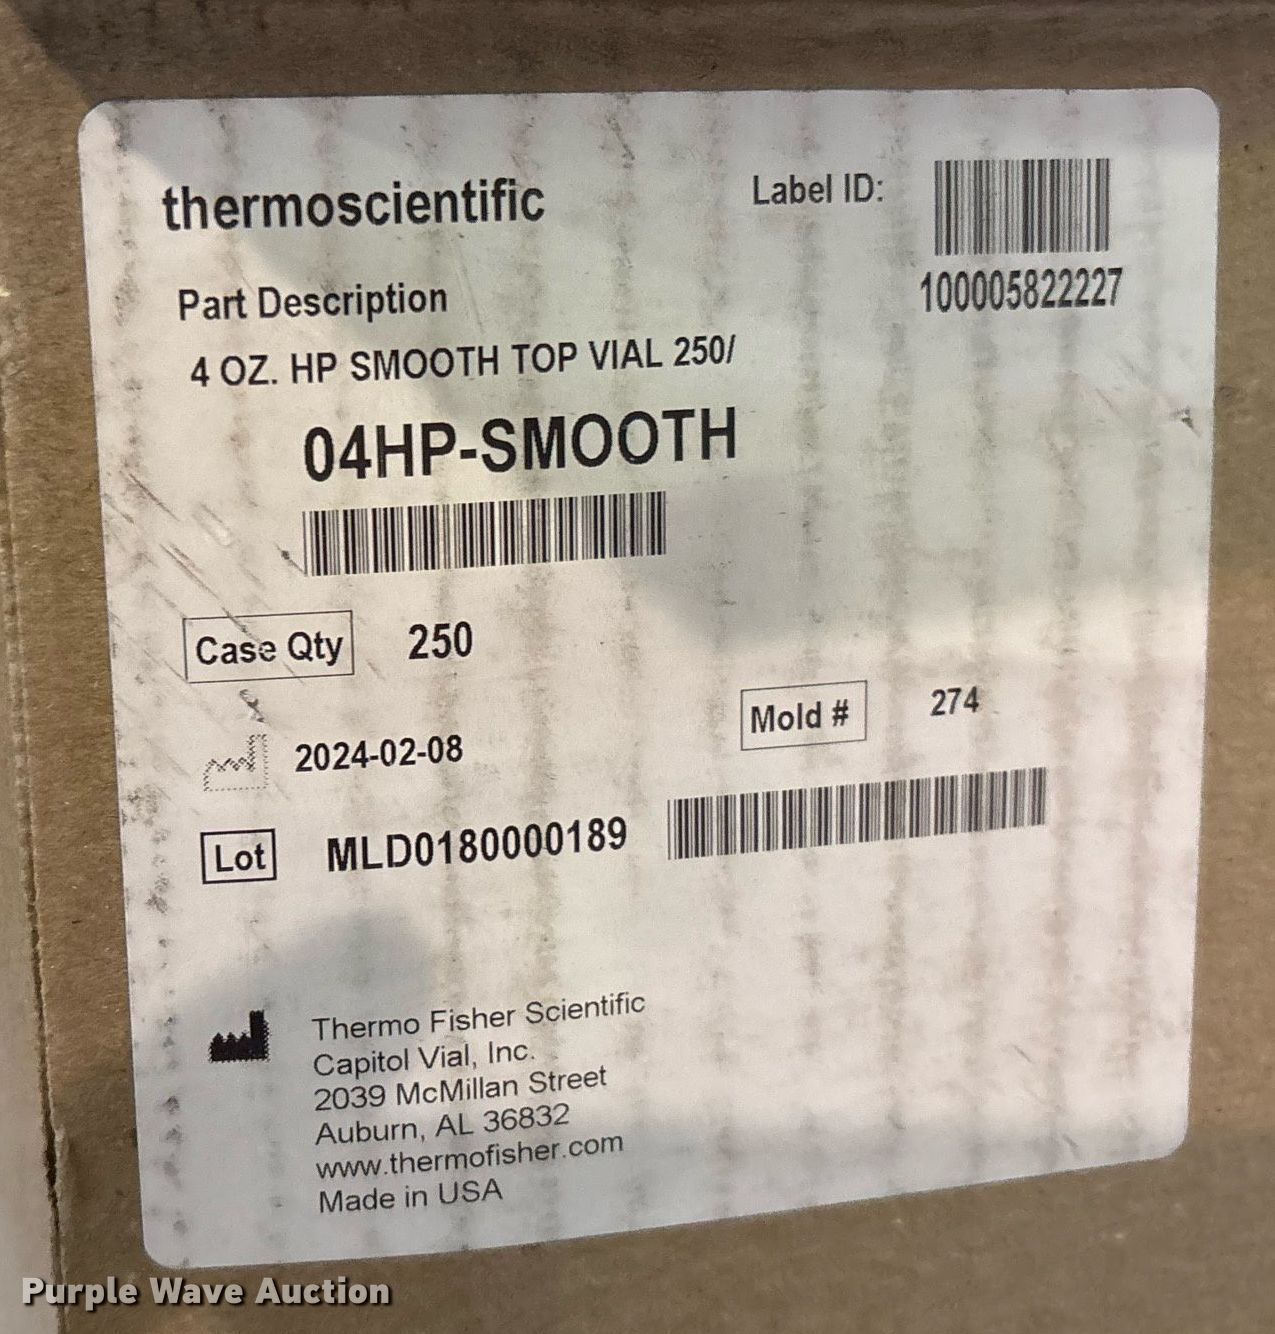 thermoscientific
Label ID:
100005822227
Part Description
4 OZ. HP SMOOTH TOP VIAL 250/
04HP-SMOOTH
Case Qty 250
2024-02-08
Mold # 274
Lot MLD0180000189
Thermo Fisher Scientific
Capitol Vial, Inc.
2039 McMillan Street
Auburn, AL 36832
www.thermofisher.com
Made in USA
Purple Wave Auction